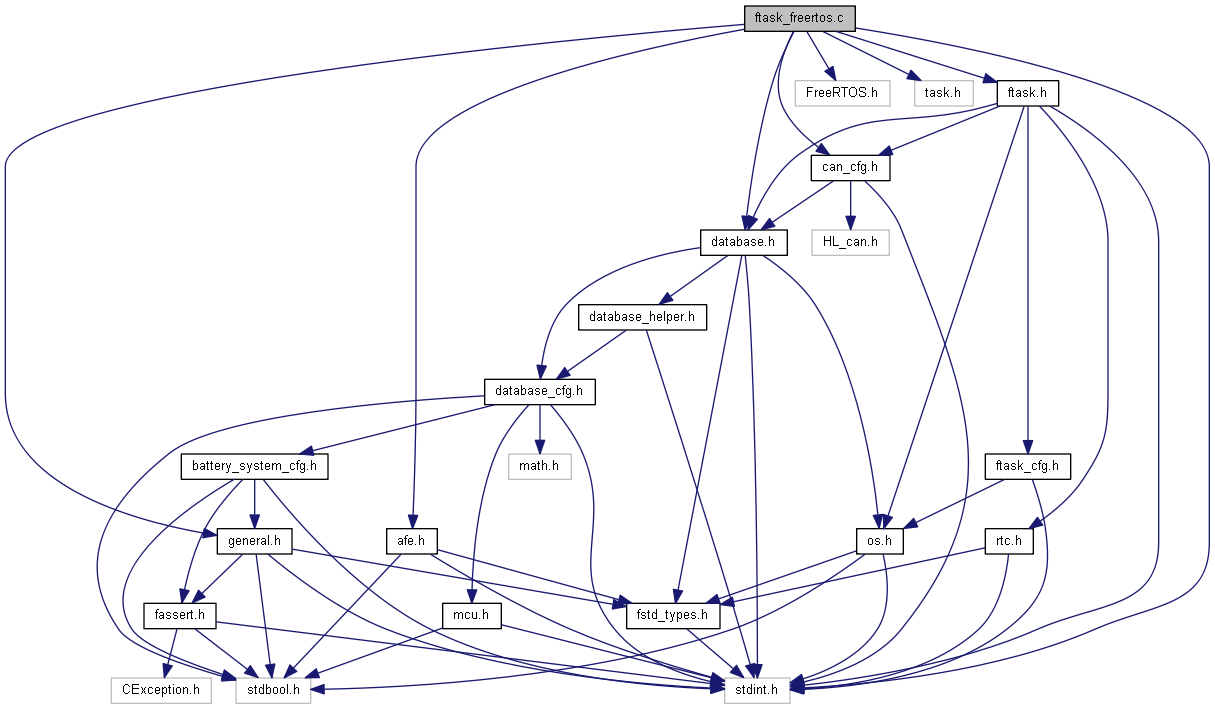 ftask_freertos.c
FreeRTOS.h
task.h
ftask.h
can_cfg.h
database.h
HL_can.h
database_helper.h
database_cfg.h
battery_system_cfg.h
math.h
ftask_cfg.h
general.h
afe.h
os.h
rtc.h
fassert.h
mcu.h
fstd_types.h
CException.h
stdbool.h
stdint.h